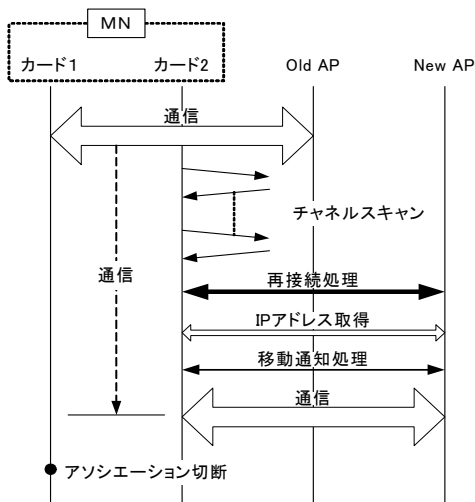 MN
カード1 カード2 Old AP New AP
通信
チャネルスキャン
通信
再接続処理
IPアドレス取得
移動通知処理
通信
アソシエーション切断